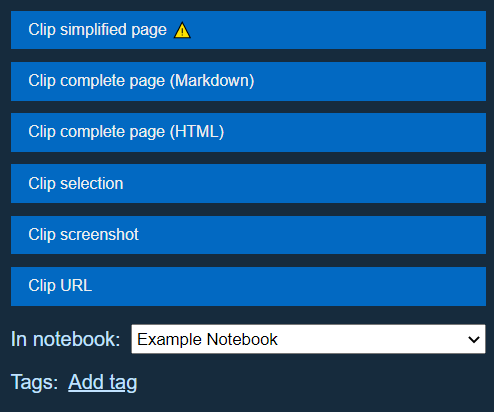 Clip simplified page ⚠
Clip complete page (Markdown)
Clip complete page (HTML)
Clip selection
Clip screenshot
Clip URL
In notebook: Example Notebook
Tags: Add tag